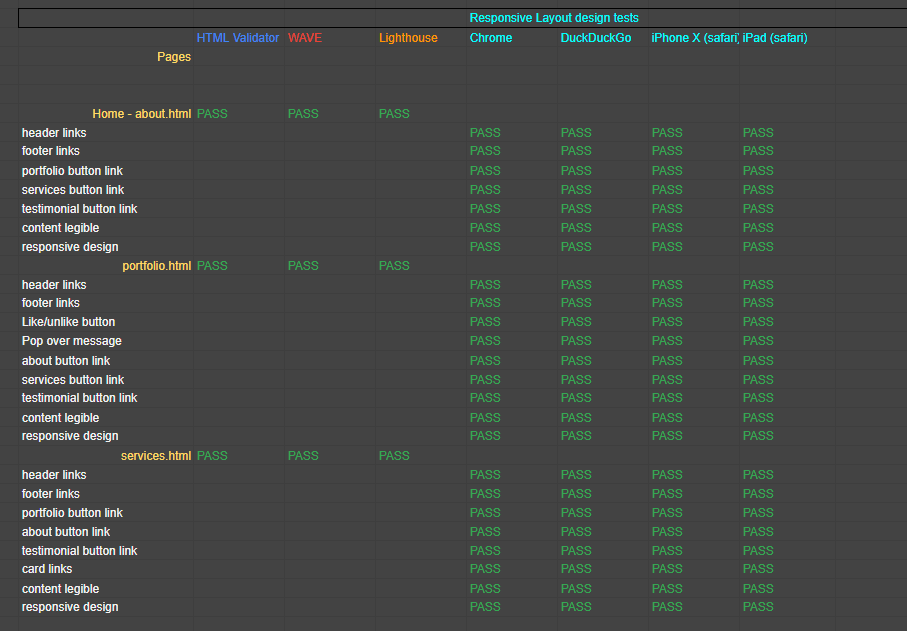 Responsive Layout design tests
HTML Validator WAVE Lighthouse Chrome DuckDuckGo iPhone X (safari) iPad (safari)
Pages
Home - about.html PASS PASS PASS
header links PASS PASS PASS PASS
footer links PASS PASS PASS PASS
portfolio button link PASS PASS PASS PASS
services button link PASS PASS PASS PASS
testimonial button link PASS PASS PASS PASS
content legible PASS PASS PASS PASS
responsive design PASS PASS PASS PASS
portfolio.html PASS PASS PASS
header links PASS PASS PASS PASS
footer links PASS PASS PASS PASS
Like/unlike button PASS PASS PASS PASS
Pop over message PASS PASS PASS PASS
about button link PASS PASS PASS PASS
services button link PASS PASS PASS PASS
testimonial button link PASS PASS PASS PASS
content legible PASS PASS PASS PASS
responsive design PASS PASS PASS PASS
services.html PASS PASS PASS
header links PASS PASS PASS PASS
footer links PASS PASS PASS PASS
portfolio button link PASS PASS PASS PASS
about button link PASS PASS PASS PASS
testimonial button link PASS PASS PASS PASS
card links PASS PASS PASS PASS
content legible PASS PASS PASS PASS
responsive design PASS PASS PASS PASS